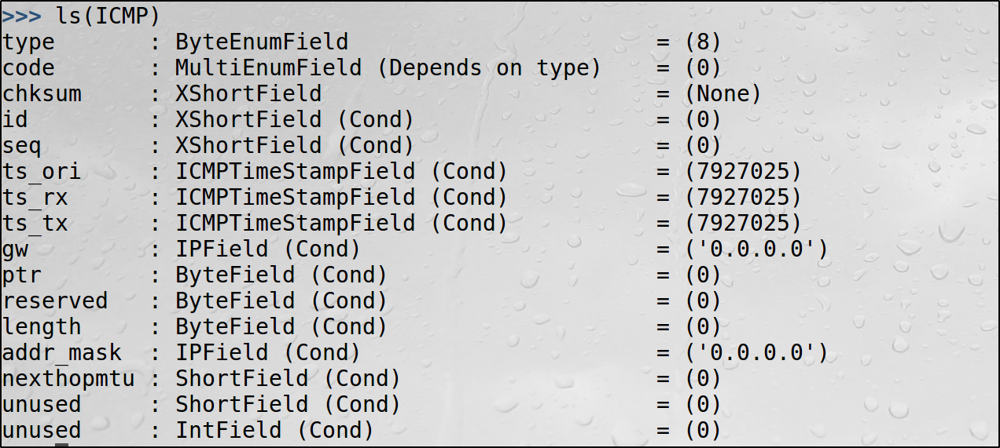 >>> ls(ICMP)
type       : ByteEnumField                       = (8)
code       : MultiEnumField (Depends on type)    = (0)
chksum     : XShortField                         = (None)
id         : XShortField (Cond)                  = (0)
seq        : XShortField (Cond)                  = (0)
ts_ori     : ICMPTimeStampField (Cond)           = (7927025)
ts_rx      : ICMPTimeStampField (Cond)           = (7927025)
ts_tx      : ICMPTimeStampField (Cond)           = (7927025)
gw         : IPField (Cond)                      = ('0.0.0.0')
ptr        : ByteField (Cond)                    = (0)
reserved   : ByteField (Cond)                    = (0)
length     : ByteField (Cond)                    = (0)
addr_mask  : IPField (Cond)                      = ('0.0.0.0')
nexthopmtu : ShortField (Cond)                   = (0)
unused     : ShortField (Cond)                   = (0)
unused     : IntField (Cond)                     = (0)